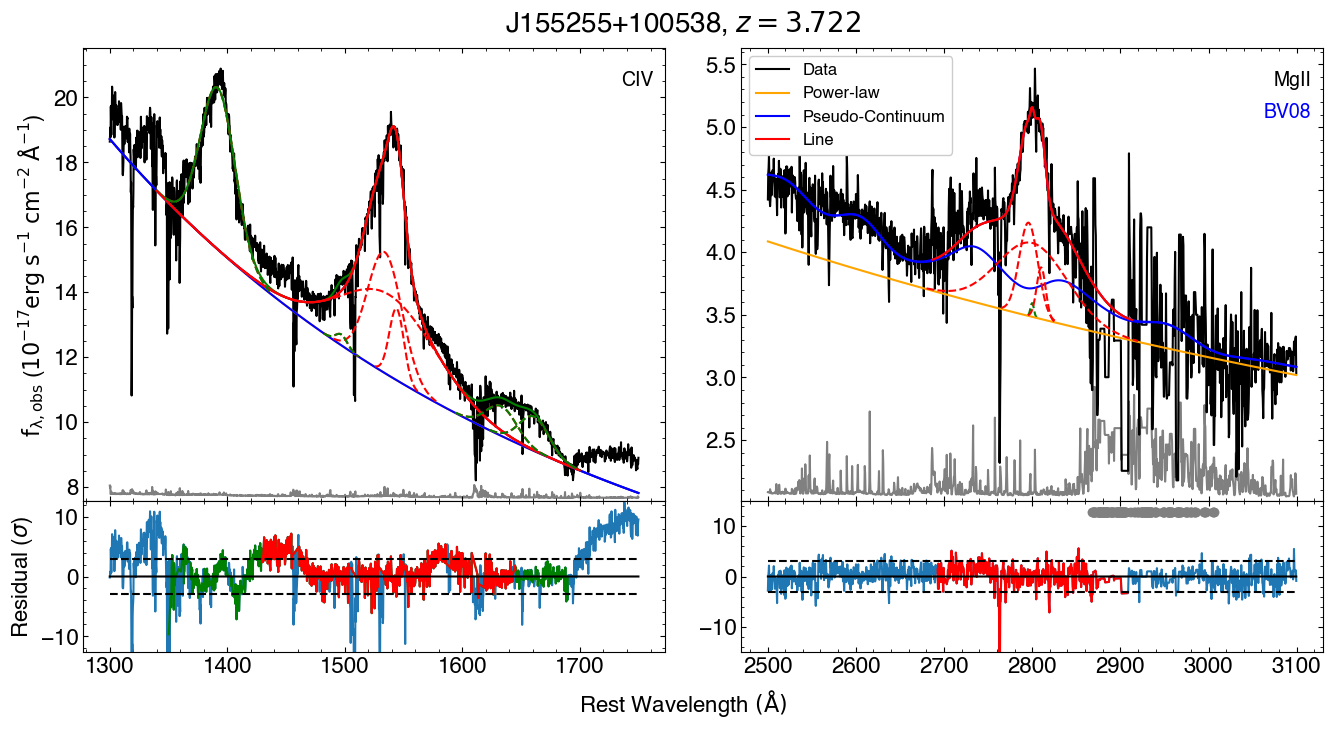 J155255+100538, z = 3.722
CIV
f_λ,obs (10⁻¹⁷erg s⁻¹ cm⁻² Å⁻¹)
20
18
16
14
12
10
8
Data
Power-law
Pseudo-Continuum
Line
MgII
BV08
5.5
5.0
4.5
4.0
3.5
3.0
2.5
Residual (σ)
10
0
−10
1300 1400 1500 1600 1700
10
0
−10
2500 2600 2700 2800 2900 3000 3100
Rest Wavelength (Å)